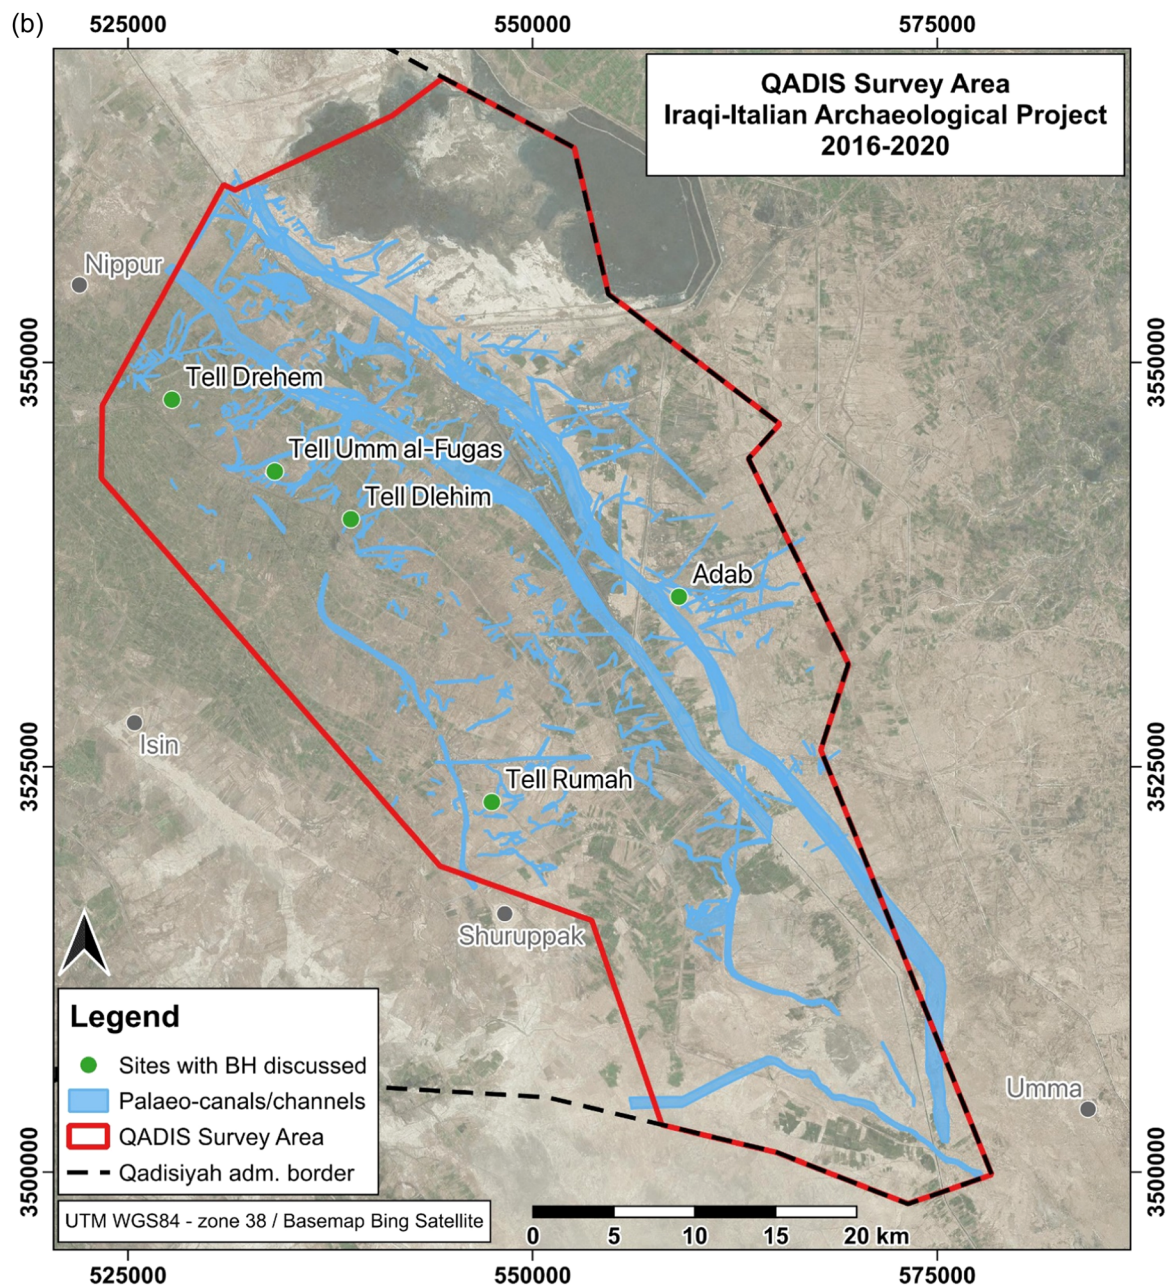 (b)
525000
550000
575000
QADIS Survey Area
Iraqi-Italian Archaeological Project
2016-2020
Nippur
3550000
3550000
Tell Drehem
Tell Umm al-Fugas
Tell Dlehim
Adab
Isin
3525000
3525000
Tell Rumah
Shuruppak
Legend
Sites with BH discussed
Palaeo-canals/channels
QADIS Survey Area
Qadisiyah adm. border
Umma
3500000
3500000
UTM WGS84 - zone 38 / Basemap Bing Satellite
0 5 10 15 20 km
525000
550000
575000